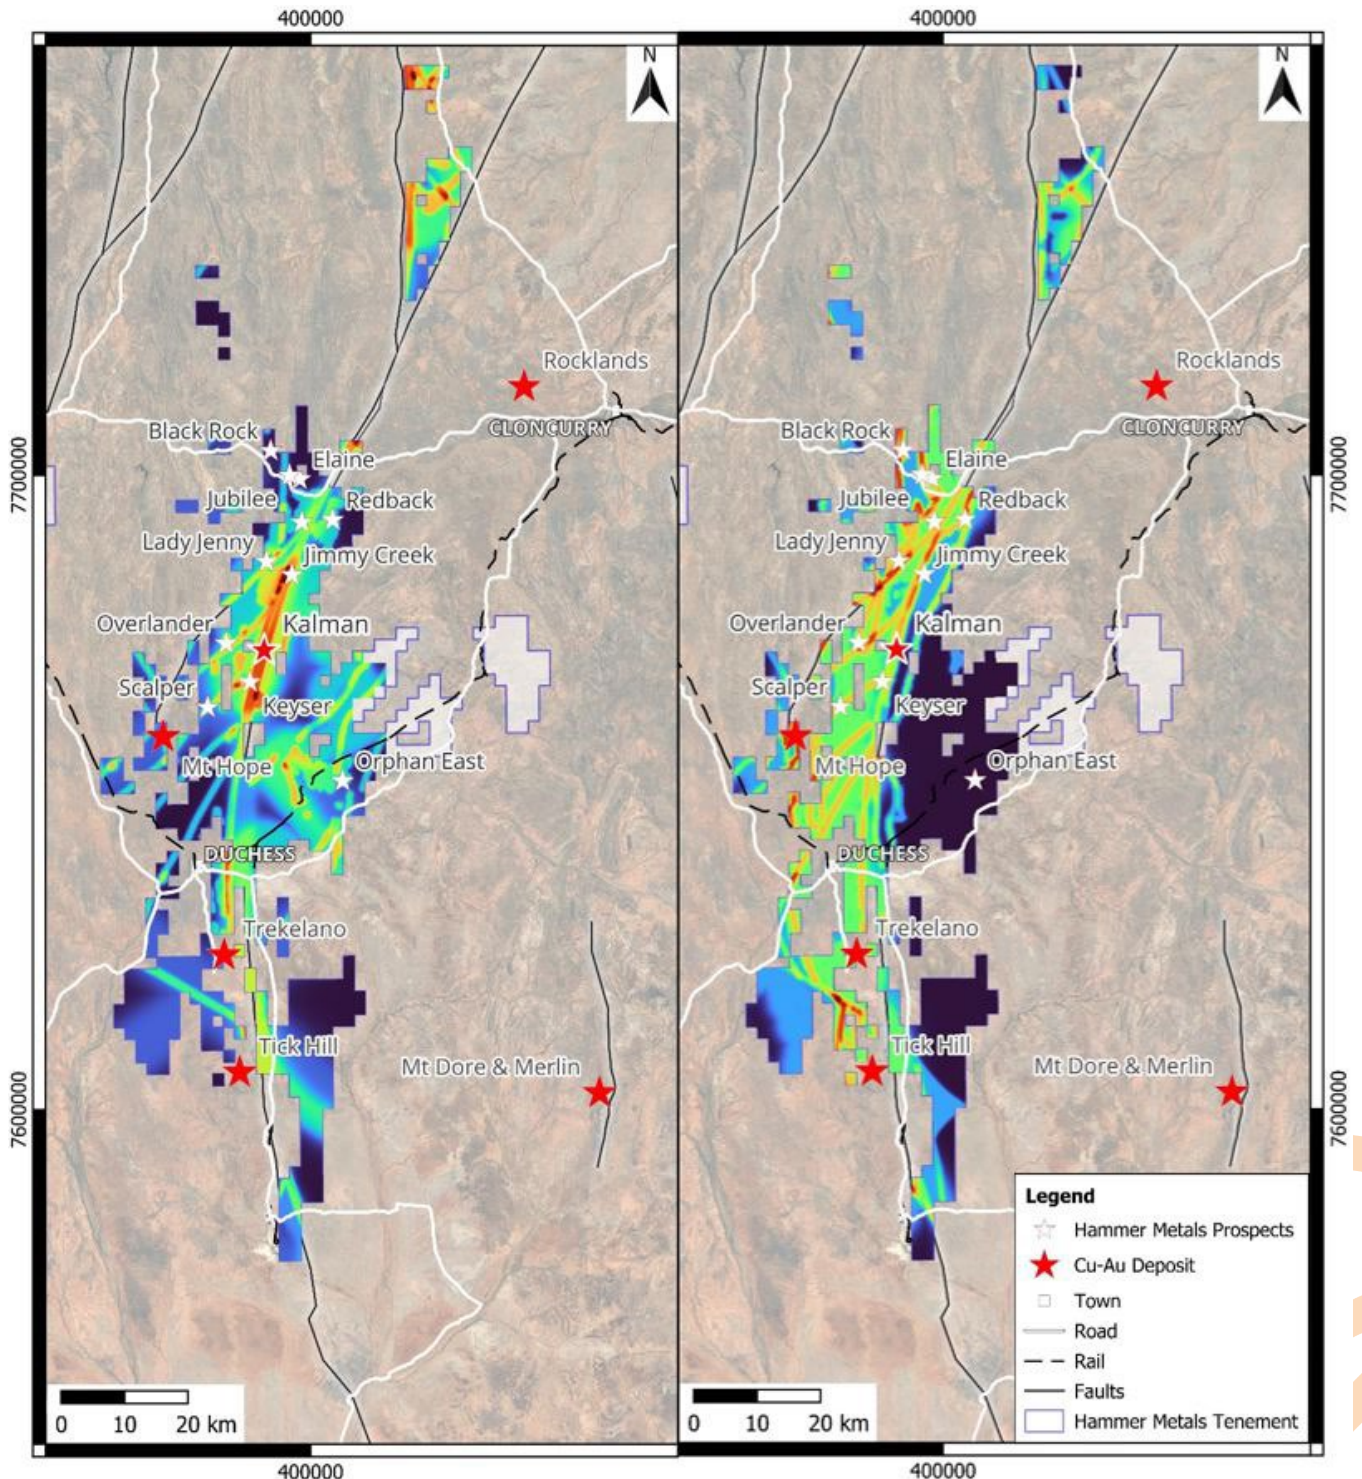 400000
400000
N
N
Rocklands
Rocklands
Black Rock
CLONCURRY
Black Rock
CLONCURRY
7700000
Elaine
Elaine
7700000
Jubilee
Redback
Jubilee
Redback
Lady Jenny
Jimmy Creek
Lady Jenny
Jimmy Creek
Overlander
Kalman
Overlander
Kalman
Scalper
Keyser
Scalper
Keyser
Mt Hope
Orphan East
Mt Hope
Orphan East
DUCHESS
DUCHESS
Trekelano
Trekelano
Tick Hill
Tick Hill
Mt Dore & Merlin
Mt Dore & Merlin
7600000
7600000
Legend
Hammer Metals Prospects
Cu-Au Deposit
Town
Road
Rail
Faults
Hammer Metals Tenement
0 10 20 km
0 10 20 km
400000
400000